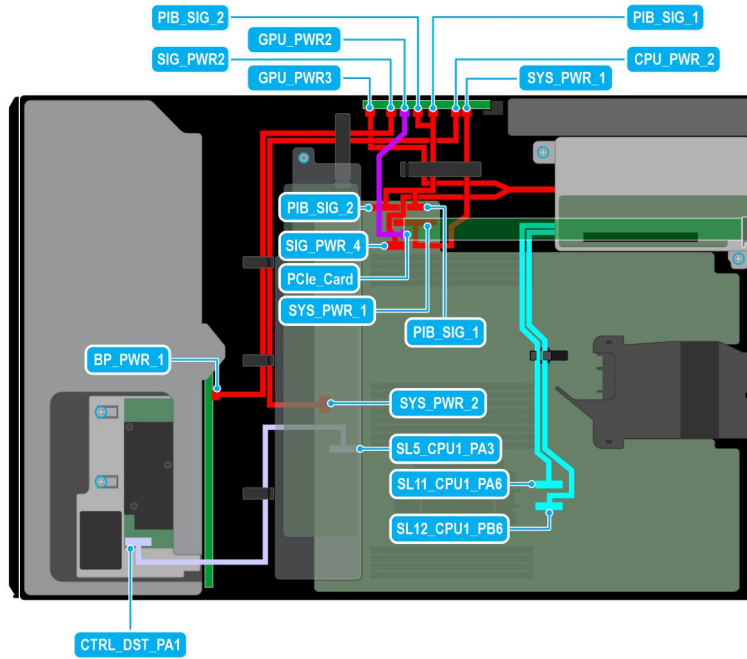 PIB_SIG_2
PIB_SIG_1
GPU_PWR2
SIG_PWR2
CPU_PWR_2
GPU_PWR3
SYS_PWR_1
PIB_SIG_2
SIG_PWR_4
PCIe_Card
SYS_PWR_1
PIB_SIG_1
BP_PWR_1
SYS_PWR_2
SL5_CPU1_PA3
SL11_CPU1_PA6
SL12_CPU1_PB6
CTRL_DST_PA1